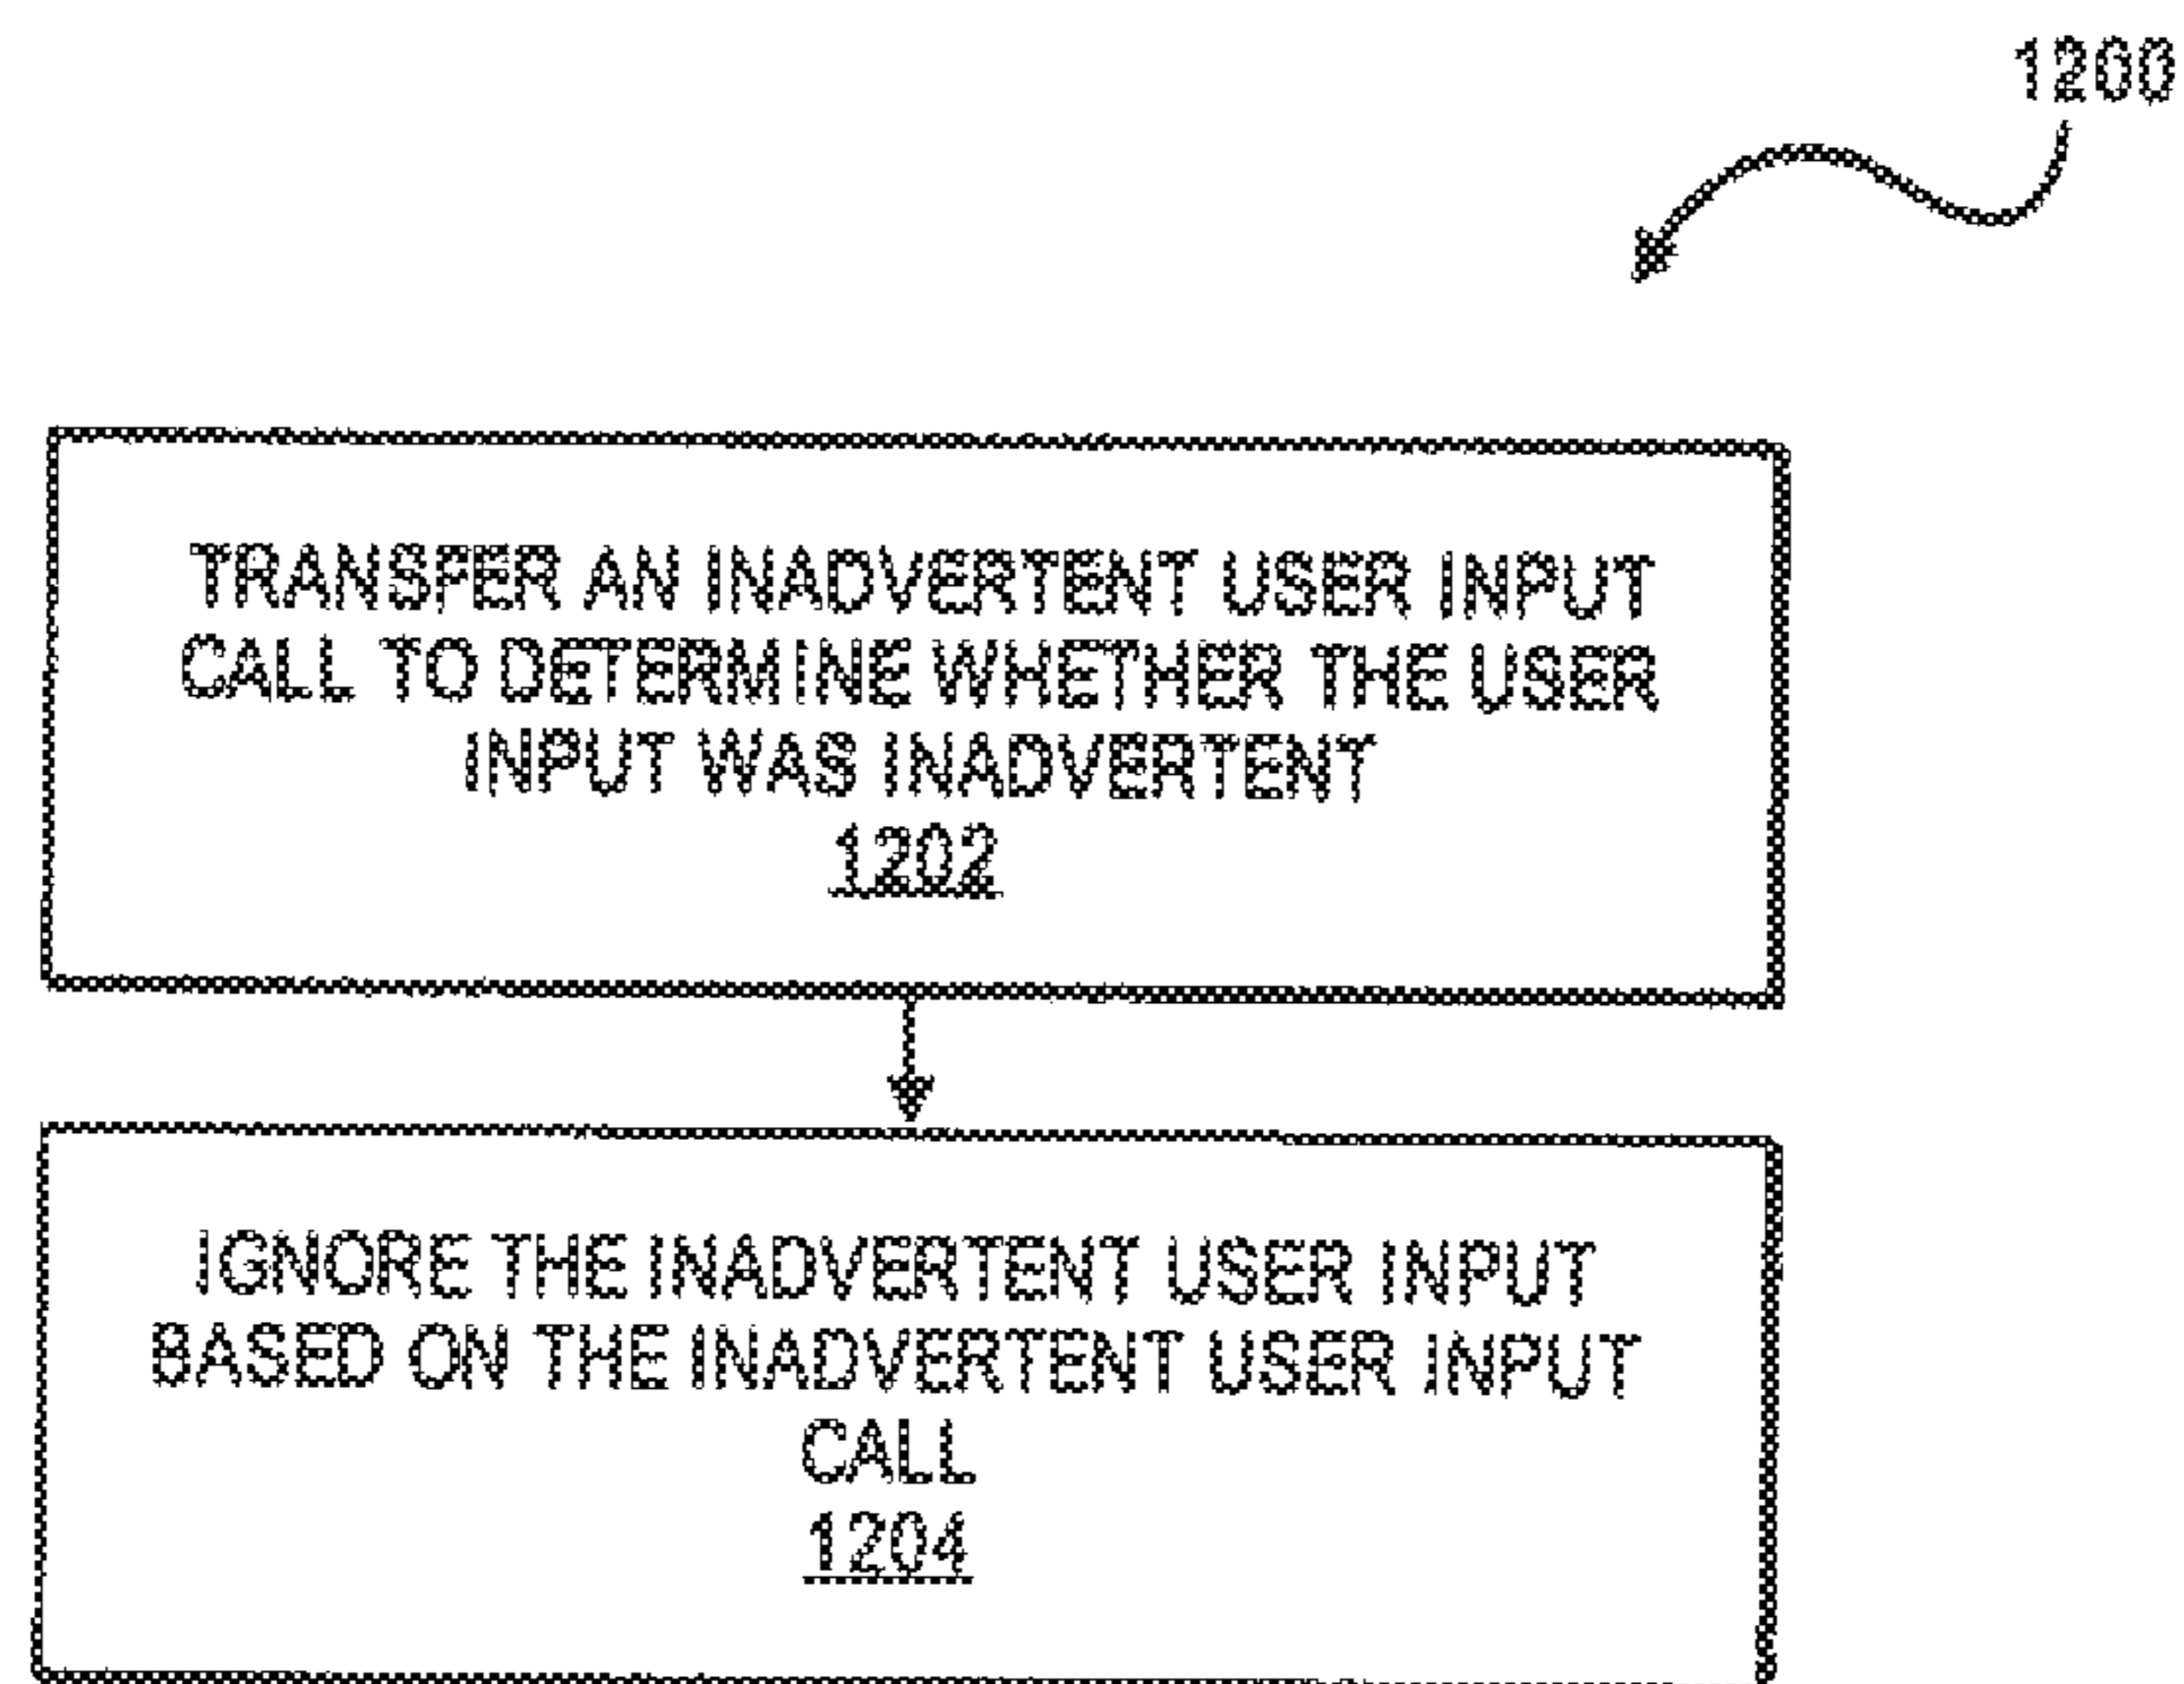 1200
TRANSFER AN INADVERTENT USER INPUT
CALL TO DETERMINE WHETHER THE USER
INPUT WAS INADVERTENT
1202
IGNORE THE INADVERTENT USER INPUT
BASED ON THE INADVERTENT USER INPUT
CALL
1204